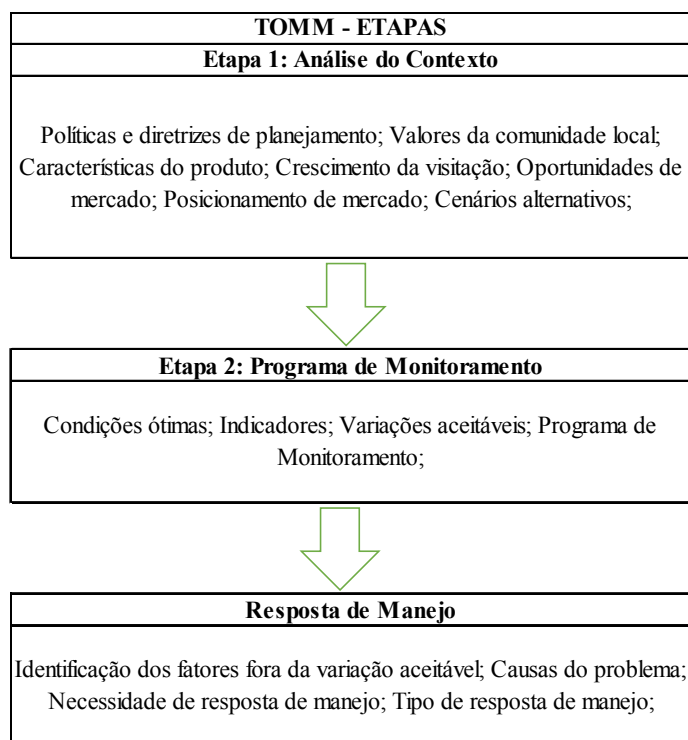 TOMM - ETAPAS
Etapa 1: Análise do Contexto
Políticas e diretrizes de planejamento; Valores da comunidade local;
Características do produto; Crescimento da visitação; Oportunidades de
mercado; Posicionamento de mercado; Cenários alternativos;
Etapa 2: Programa de Monitoramento
Condições ótimas; Indicadores; Variações aceitáveis; Programa de
Monitoramento;
Resposta de Manejo
Identificação dos fatores fora da variação aceitável; Causas do problema;
Necessidade de resposta de manejo; Tipo de resposta de manejo;